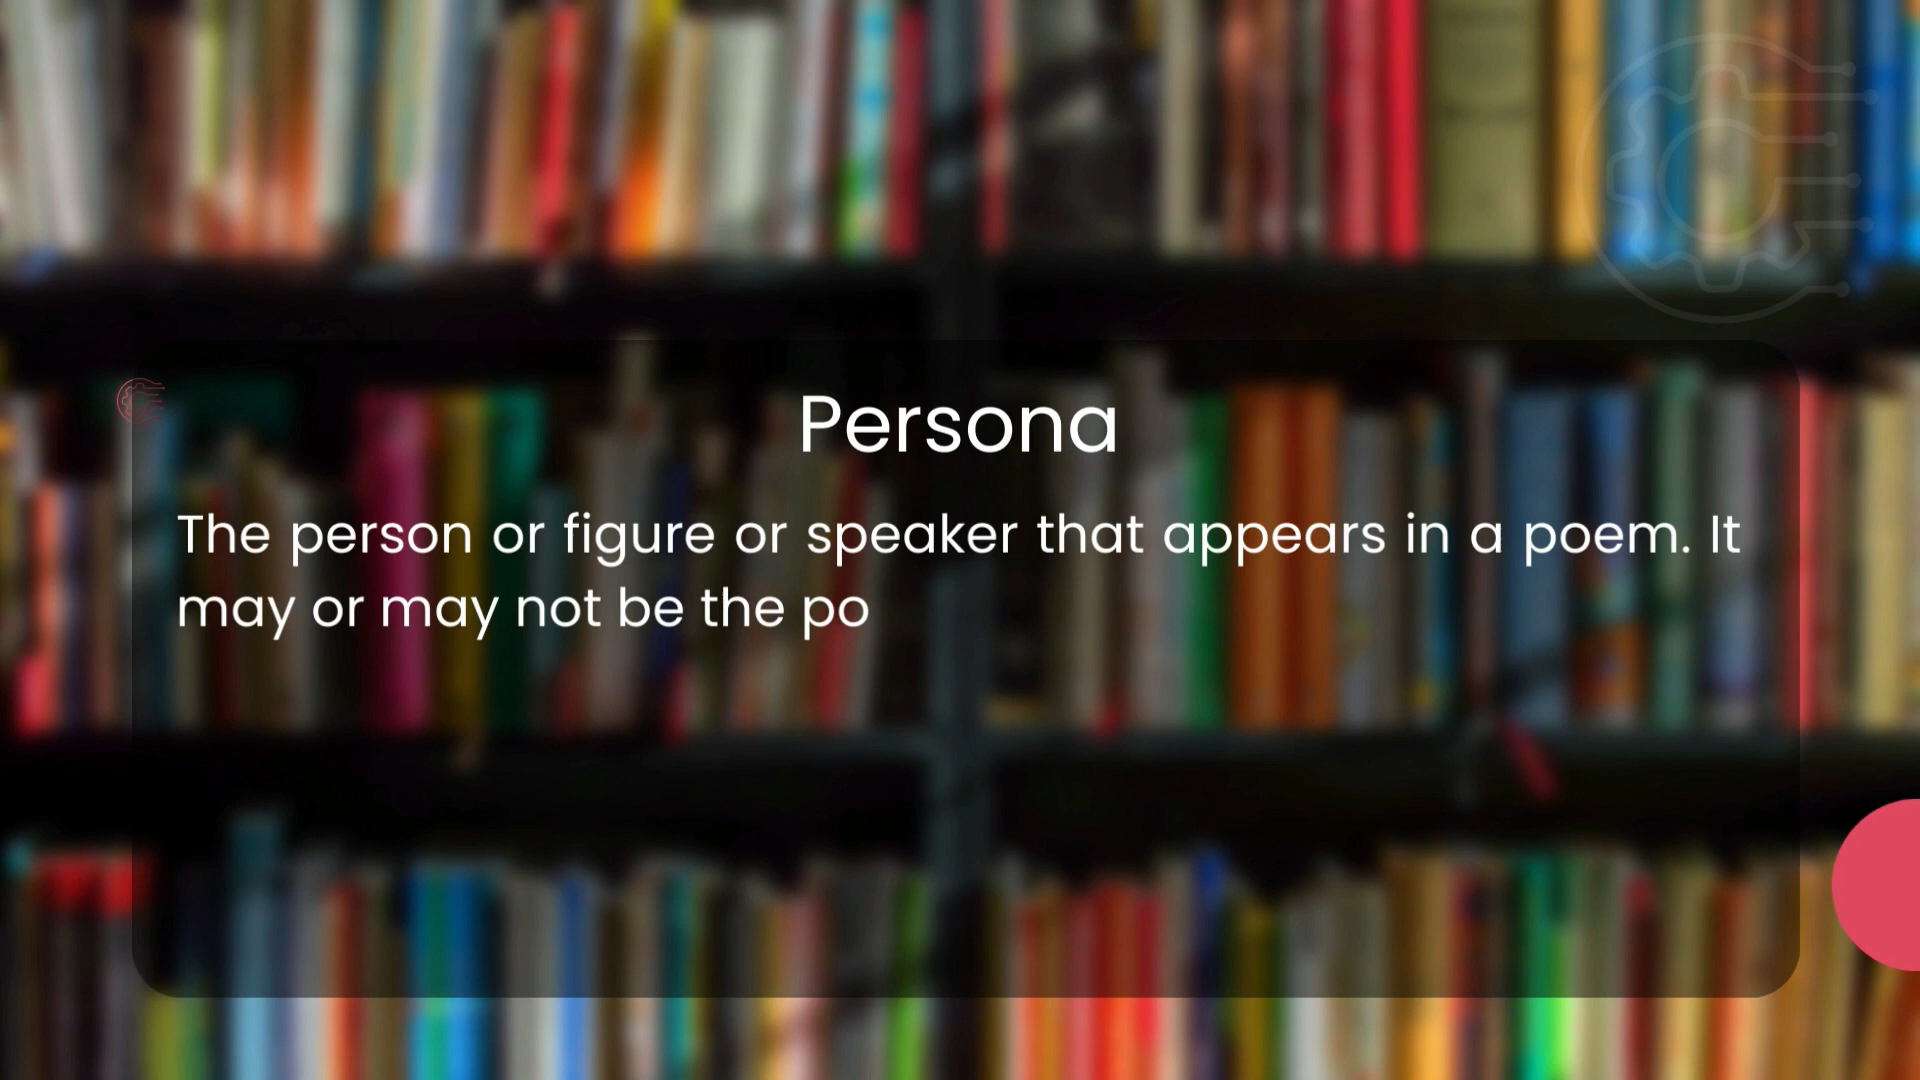 Persona
The person or figure or speaker that appears in a poem. It
may or may not be the po